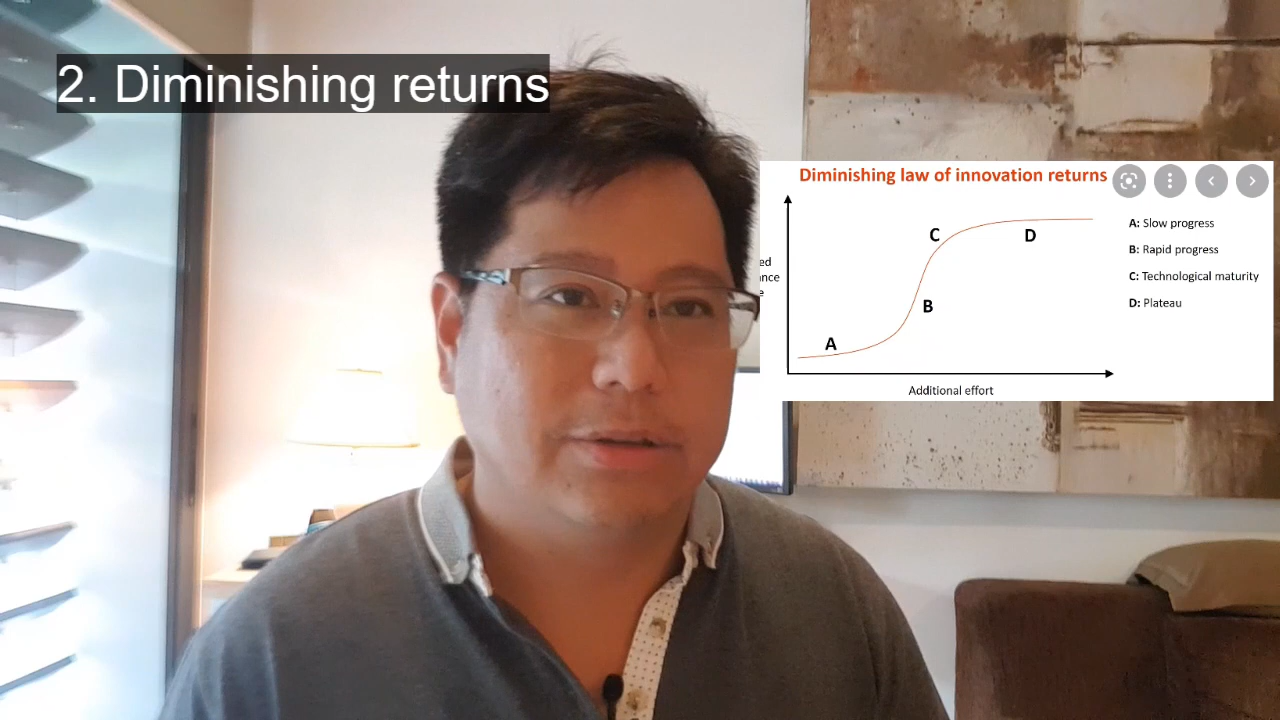 2. Diminishing returns
Diminishing law of innovation returns
A: Slow progress
B: Rapid progress
C: Technological maturity
D: Plateau
C
D
B
A
Additional effort